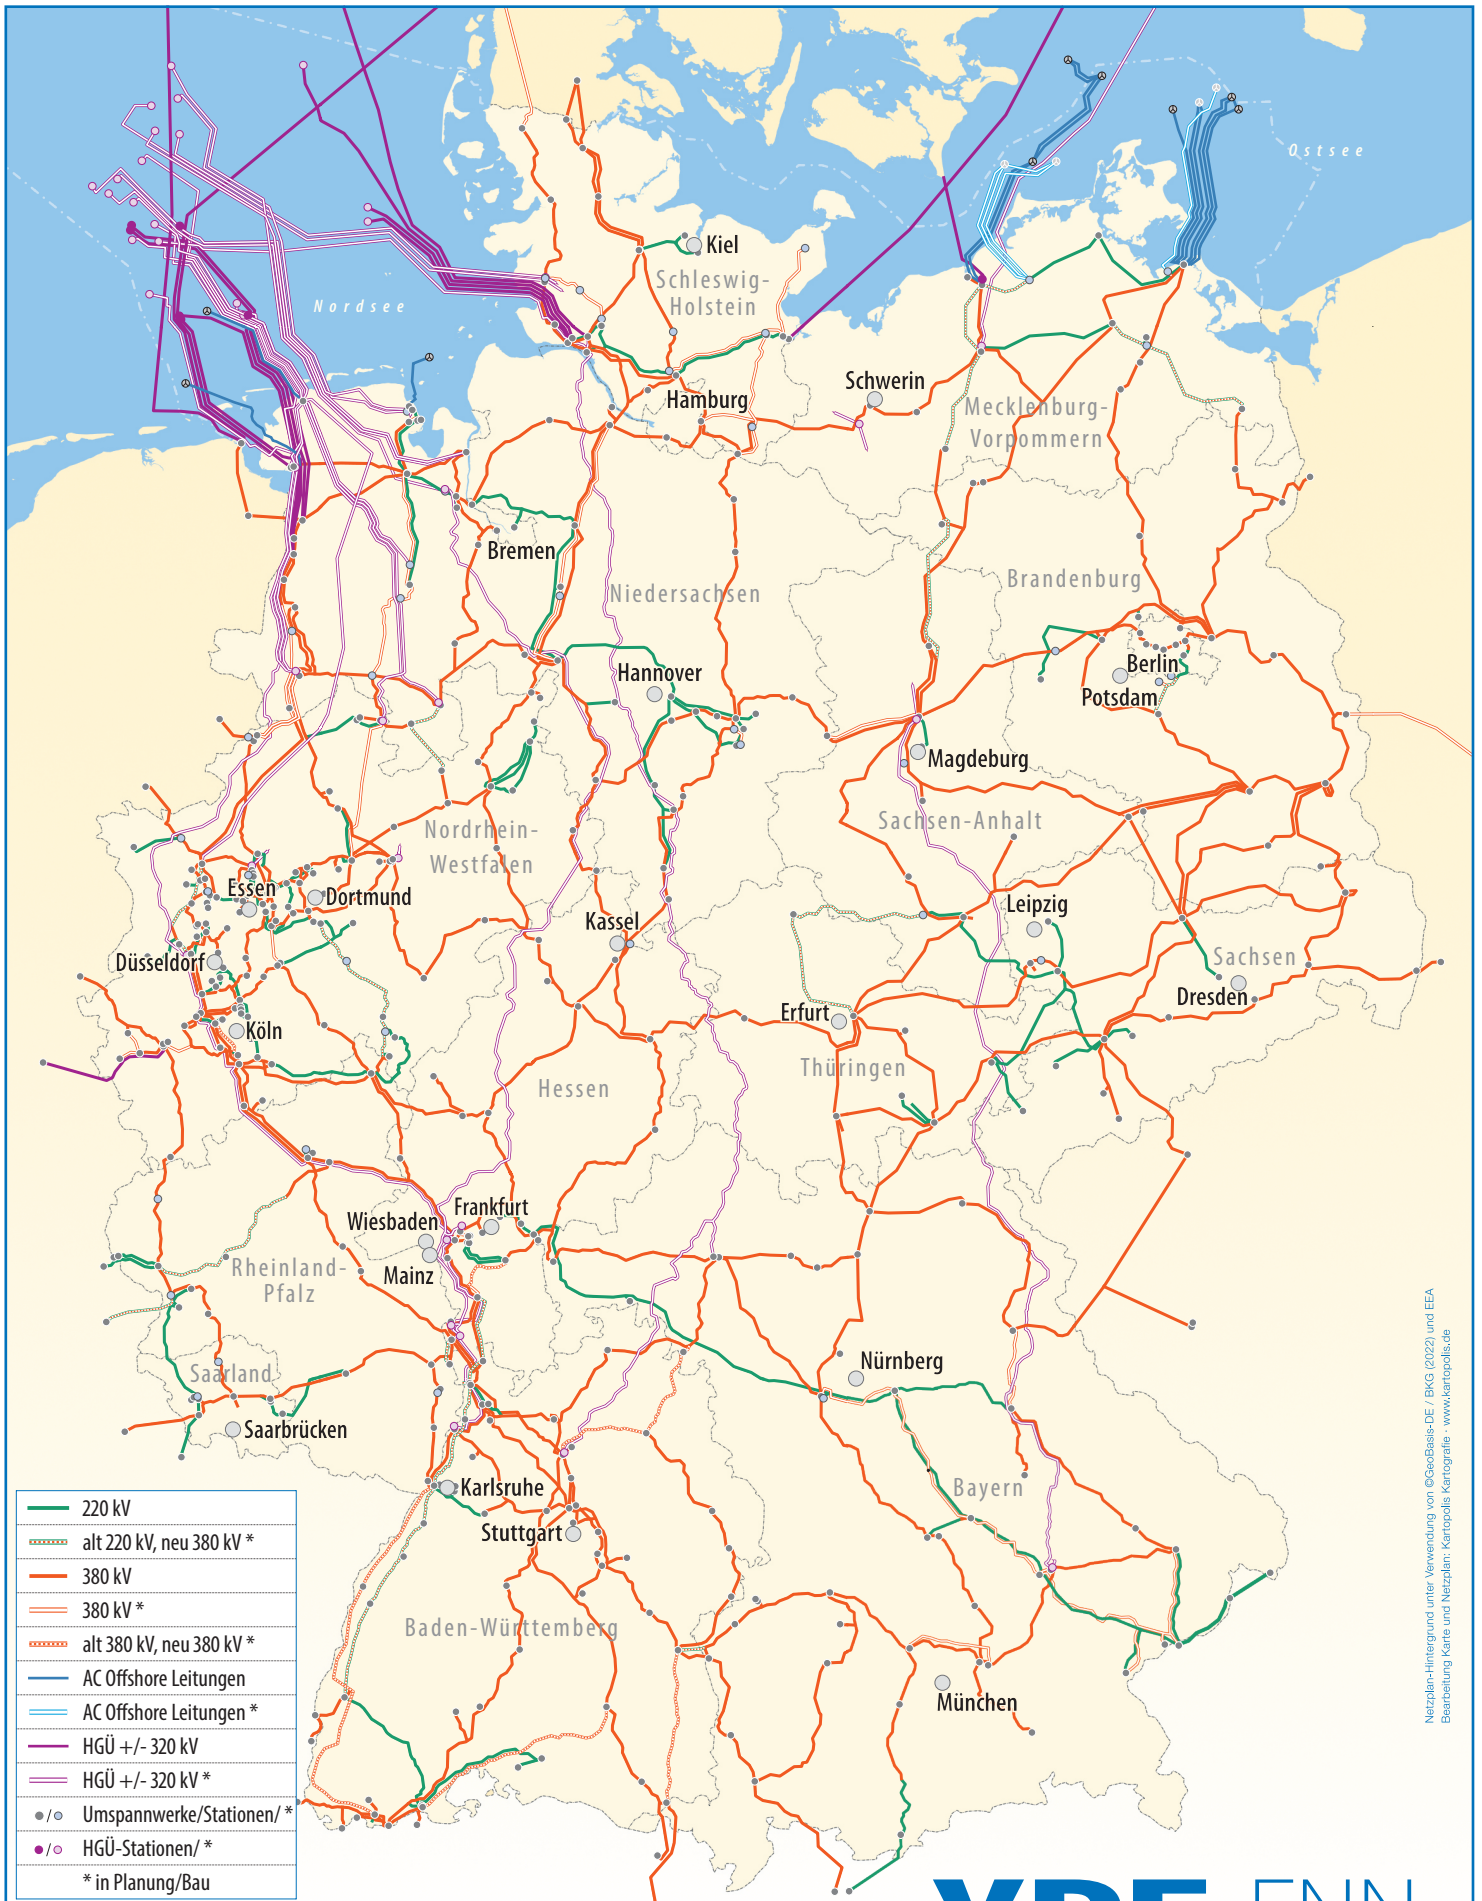 Ostsee
Kiel
Schleswig-
Holstein
Nordsee
Schwerin
Hamburg
Mecklenburg-
Vorpommern
Bremen
Brandenburg
Niedersachsen
Berlin
Hannover
Potsdam
Magdeburg
Sachsen-Anhalt
Nordrhein-
Westfalen
Essen
Dortmund
Leipzig
Kassel
Düsseldorf
Sachsen
Dresden
Erfurt
Köln
Thüringen
Hessen
Frankfurt
Wiesbaden
Mainz
Rheinland-
Pfalz
Nürnberg
Saarland
Saarbrücken
Karlsruhe
Bayern
Stuttgart
Baden-Württemberg
München
220 kV
alt 220 kV, neu 380 kV *
380 kV
380 kV *
alt 380 kV, neu 380 kV *
AC Offshore Leitungen
AC Offshore Leitungen *
HGÜ +/- 320 kV
HGÜ +/- 320 kV *
/ Umspannwerke/Stationen/ *
/ HGÜ-Stationen/ *
* in Planung/Bau
Netzplan-Hintergrund unter Verwendung von ©GeoBasis-DE / BKG (2022) und EEA
Bearbeitung Karte und Netzplan: Kartopolis Kartografie · www.kartopolis.de
VDE FNN